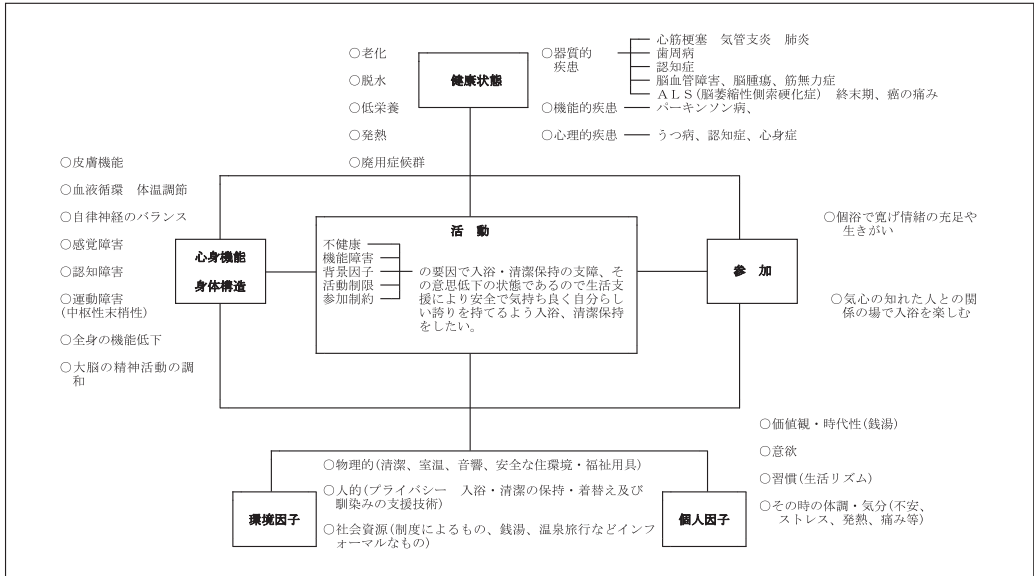 ○老化
○脱水
○低栄養
○発熱
○廃用症候群
健康状態
○器質的
疾患
心筋梗塞　気管支炎　肺炎
歯周病
認知症
脳血管障害、脳腫瘍、筋無力症
ＡＬＳ(脳萎縮性側索硬化症)　終末期、癌の痛み
○機能的疾患
パーキンソン病、
○心理的疾患
うつ病、認知症、心身症
○皮膚機能
○血液循環　体温調節
○自律神経のバランス
○感覚障害
○認知障害
○運動障害
(中枢性末梢性)
○全身の機能低下
○大脳の精神活動の調
和
心身機能
身体構造
活　動
不健康
機能障害
背景因子
活動制限
参加制約
の要因で入浴・清潔保持の支障、そ
の意思低下の状態であるので生活支
援により安全で気持ち良く自分らし
い誇りを持てるよう入浴、清潔保持
をしたい。
参　加
○個浴で寛げ情緒の充足や
生きがい
○気心の知れた人との関
係の場で入浴を楽しむ
環境因子
○物理的(清潔、室温、音響、安全な住環境・福祉用具)
○人的(プライバシー　入浴・清潔の保持・着替え及び
馴染みの支援技術)
○社会資源(制度によるもの、銭湯、温泉旅行などインフ
ォーマルなもの)
個人因子
○価値観・時代性(銭湯)
○意欲
○習慣(生活リズム)
○その時の体調・気分(不安、
ストレス、発熱、痛み等)